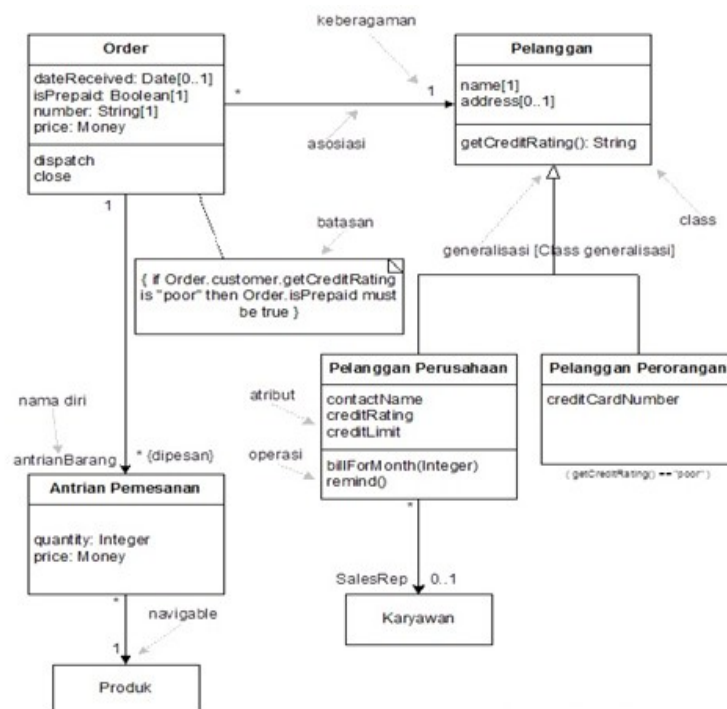 keberagaman
Order
dateReceived: Date[0..1]
isPrepaid: Boolean[1]
number: String[1]
price: Money
dispatch
close
*
1
asosiasi
Pelanggan
name[1]
address[0..1]
getCreditRating(): String
class
generalisasi [Class generalisasi]
1
batasan
{ if Order.customer.getCreditRating
is "poor" then Order.isPrepaid must
be true }
Pelanggan Perusahaan
contactName
creditRating
creditLimit
billForMonth(Integer)
remind()
Pelanggan Perorangan
creditCardNumber
{ getCreditRating() == "poor" }
atribut
operasi
nama diri
antrianBarang
* {dipesan}
Antrian Pemesanan
quantity: Integer
price: Money
*
SalesRep
0..1
Karyawan
*
navigable
1
Produk